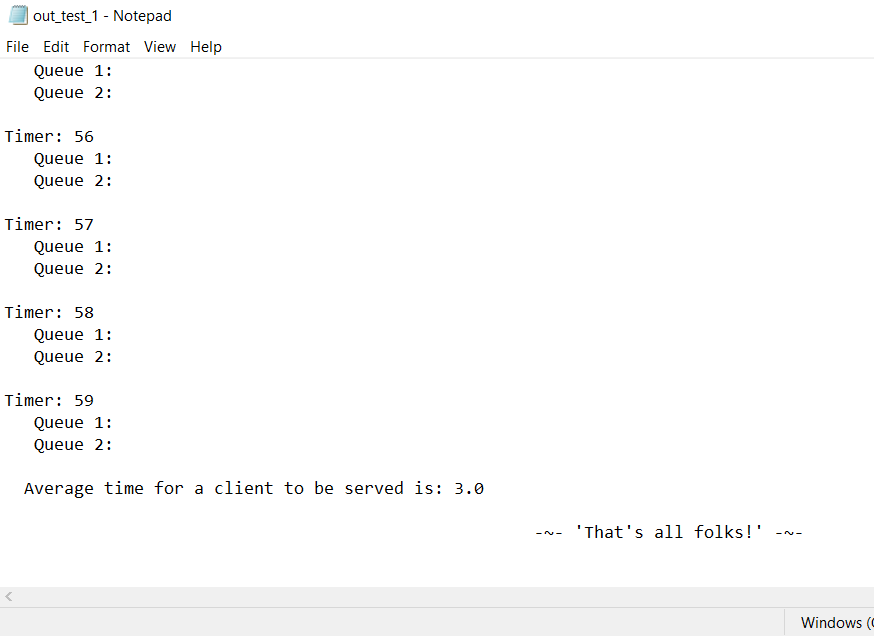 out_test_1 - Notepad
File Edit Format View Help
Queue 1:
Queue 2:
Timer: 56
Queue 1:
Queue 2:
Timer: 57
Queue 1:
Queue 2:
Timer: 58
Queue 1:
Queue 2:
Timer: 59
Queue 1:
Queue 2:
Average time for a client to be served is: 3.0
-~- 'That's all folks!' -~-
Windows (